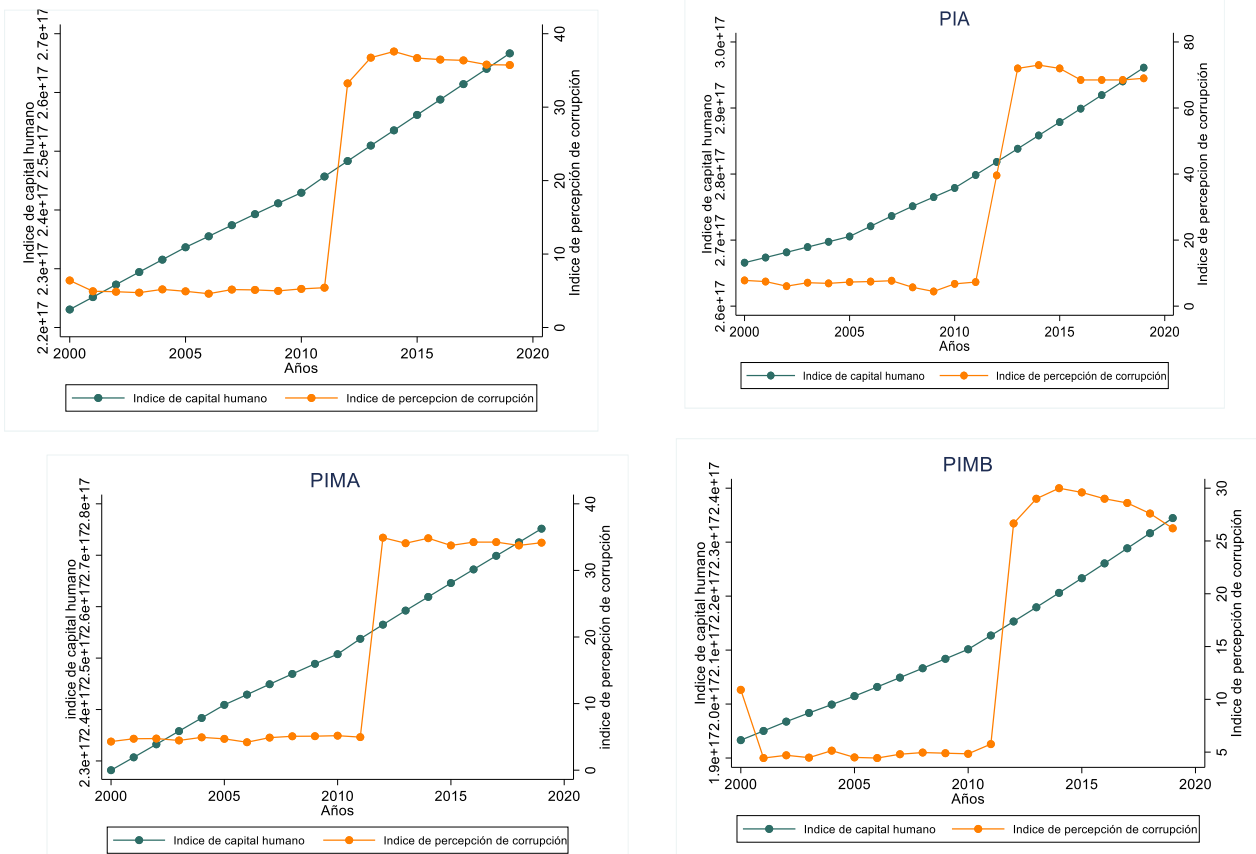 Indice de capital humano
2.2e+17 2.3e+17 2.4e+17 2.5e+17 2.6e+17 2.7e+17
0 10 20 30 40
Indice de percepción de corrupción
2000 2005 2010 2015 2020
Años
Indice de capital humano Indice de percepcion de corrupción
PIA
Indice de capital humano
2.6e+17 2.7e+17 2.8e+17 2.9e+17 3.0e+17
0 20 40 60 80
Indice de percepcion de corrupción
2000 2005 2010 2015 2020
Años
Indice de capital humano Indice de percepción de corrupción
PIMA
indice de capital humano
2.3e+172.4e+172.5e+172.6e+172.7e+172.8e+17
0 10 20 30 40
indice de percepción de corrupción
2000 2005 2010 2015 2020
Años
Indice de capital humano Indice de percepción de corrupción
PIMB
Indice de capital humano
1.9e+172.0e+172.1e+172.2e+172.3e+172.4e+17
5 10 15 20 25 30
Indice de percepción de corrupción
2000 2005 2010 2015 2020
Años
Indice de capital humano Indice de percepción de corrupción